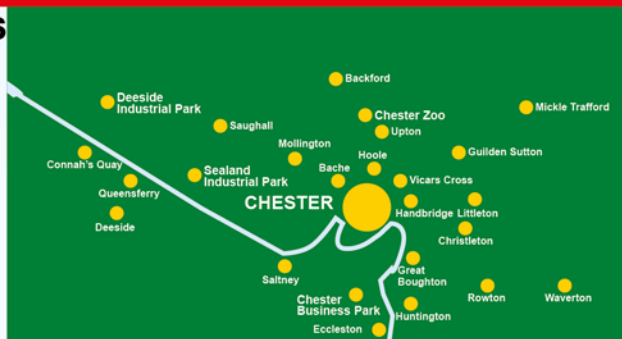 s
Backford
Deeside
Industrial Park
Mickle Trafford
Chester Zoo
Saughall
Upton
Mollington
Hoole
Guilden Sutton
Connah's Quay
Sealand
Industrial Park
Bache
Vicars Cross
Queensferry
CHESTER
Handbridge
Littleton
Deeside
Christleton
Saltney
Great
Boughton
Chester
Business Park
Rowton
Waverton
Huntington
Eccleston